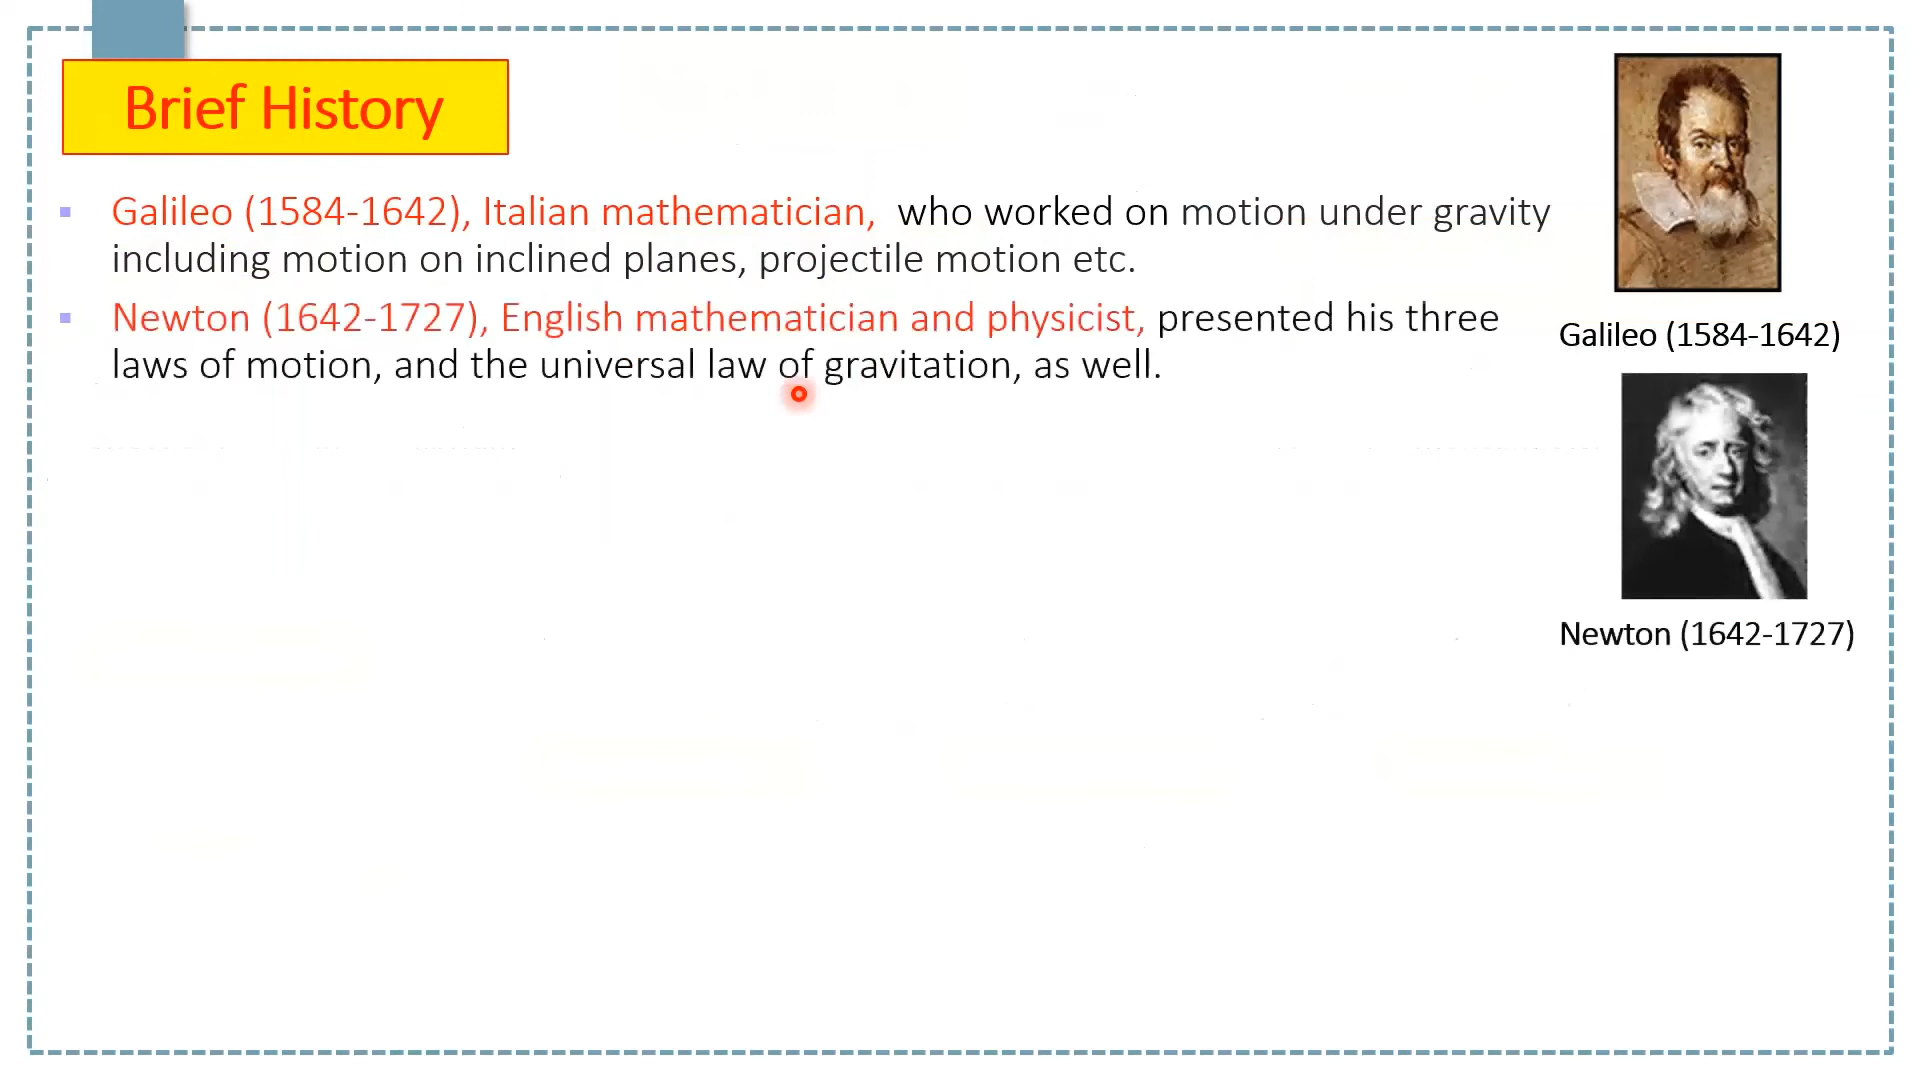 Brief History
Galileo (1584-1642), Italian mathematician, who worked on motion under gravity
including motion on inclined planes, projectile motion etc.
Newton (1642-1727), English mathematician and physicist, presented his three
laws of motion, and the universal law of gravitation, as well.
Galileo (1584-1642)
Newton (1642-1727)